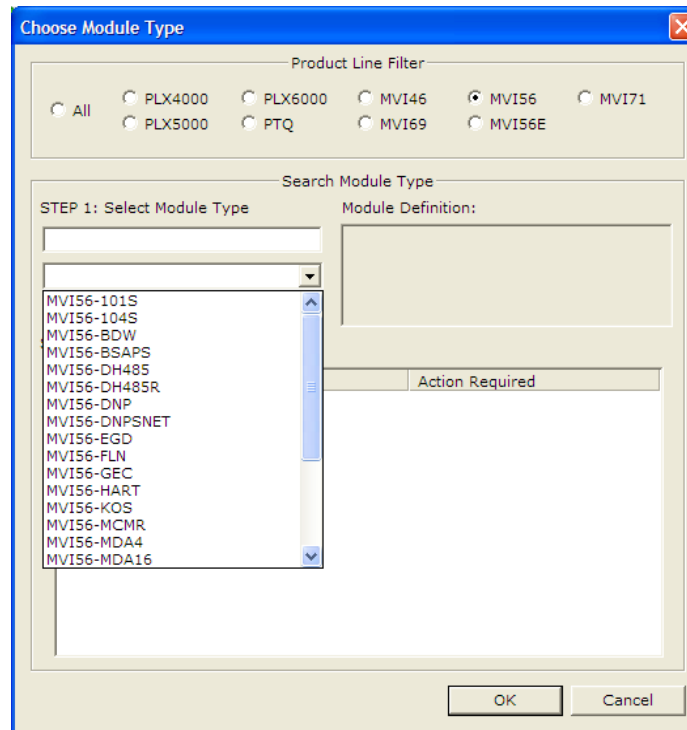 Choose Module Type
Product Line Filter
All
PLX4000
PLX6000
MVI46
MVI56
MVI71
PLX5000
PTQ
MVI69
MVI56E
Search Module Type
STEP 1: Select Module Type
Module Definition:
MVI56-101S
MVI56-104S
MVI56-BDW
MVI56-BSAPS
MVI56-DH485
MVI56-DH485R
MVI56-DNP
MVI56-DNPSNET
MVI56-EGD
MVI56-FLN
MVI56-GEC
MVI56-HART
MVI56-KOS
MVI56-MCMR
MVI56-MDA4
MVI56-MDA16
Action Required
OK
Cancel